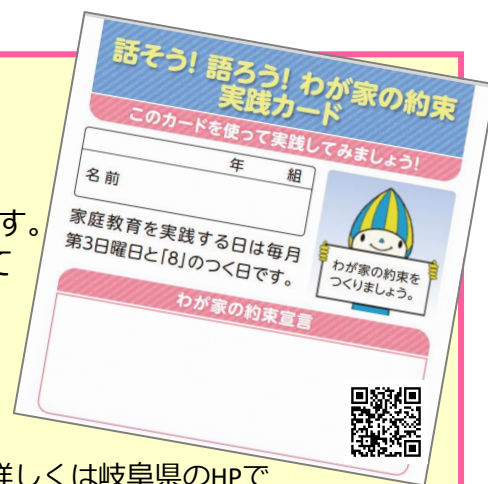 話そう! 語ろう! わが家の約束
実践カード
このカードを使って実践してみましょう!
年 組
名前
す。
家庭教育を実践する日は毎月
て
第3日曜日と「8」のつく日です。
わが家の約束を
つくりましょう。
わが家の約束宣言
詳しくは岐阜県のHPで